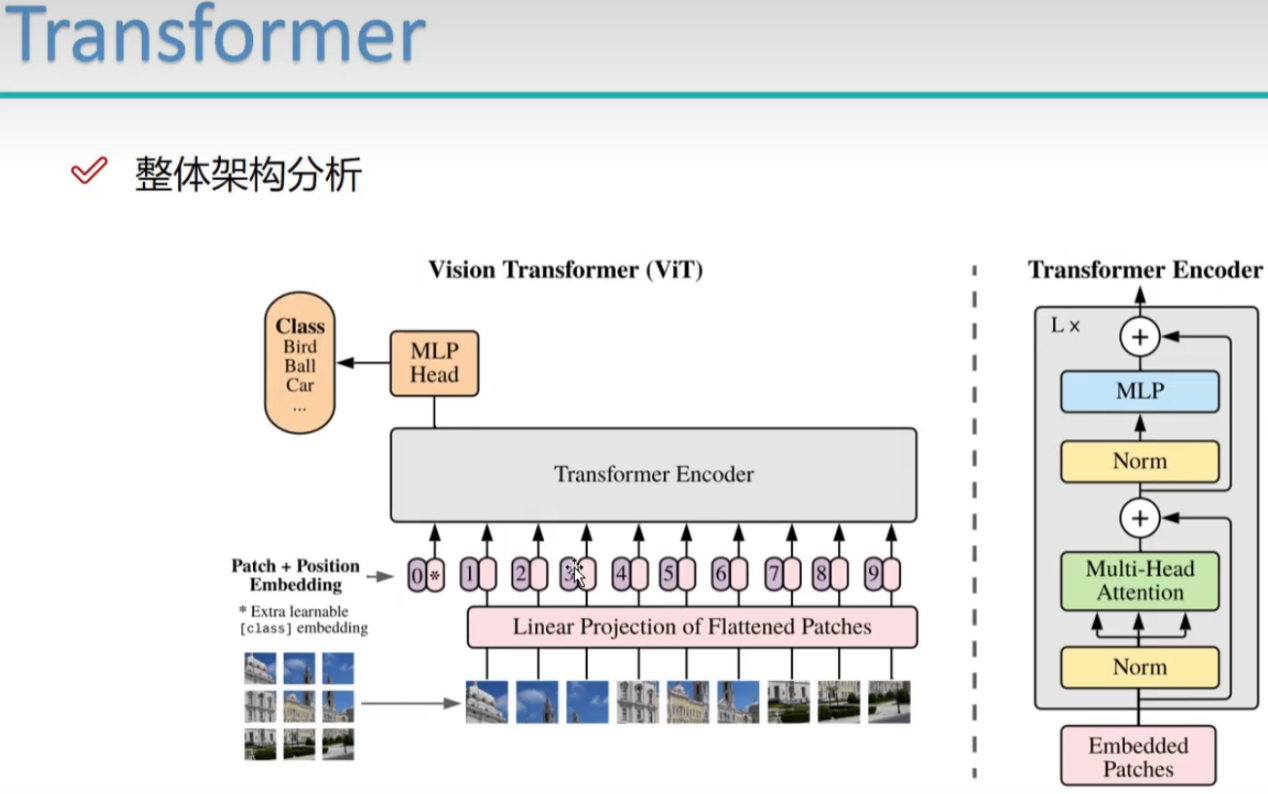 Transformer
整体架构分析
Vision Transformer (ViT)
Class
Bird
Ball
Car
...
MLP
Head
Transformer Encoder
Patch + Position
Embedding
* Extra learnable
[class] embedding
0 * 1 2 3 4 5 6 7 8 9
Linear Projection of Flattened Patches
Transformer Encoder
L ×
+
MLP
Norm
+
Multi-Head
Attention
Norm
Embedded
Patches